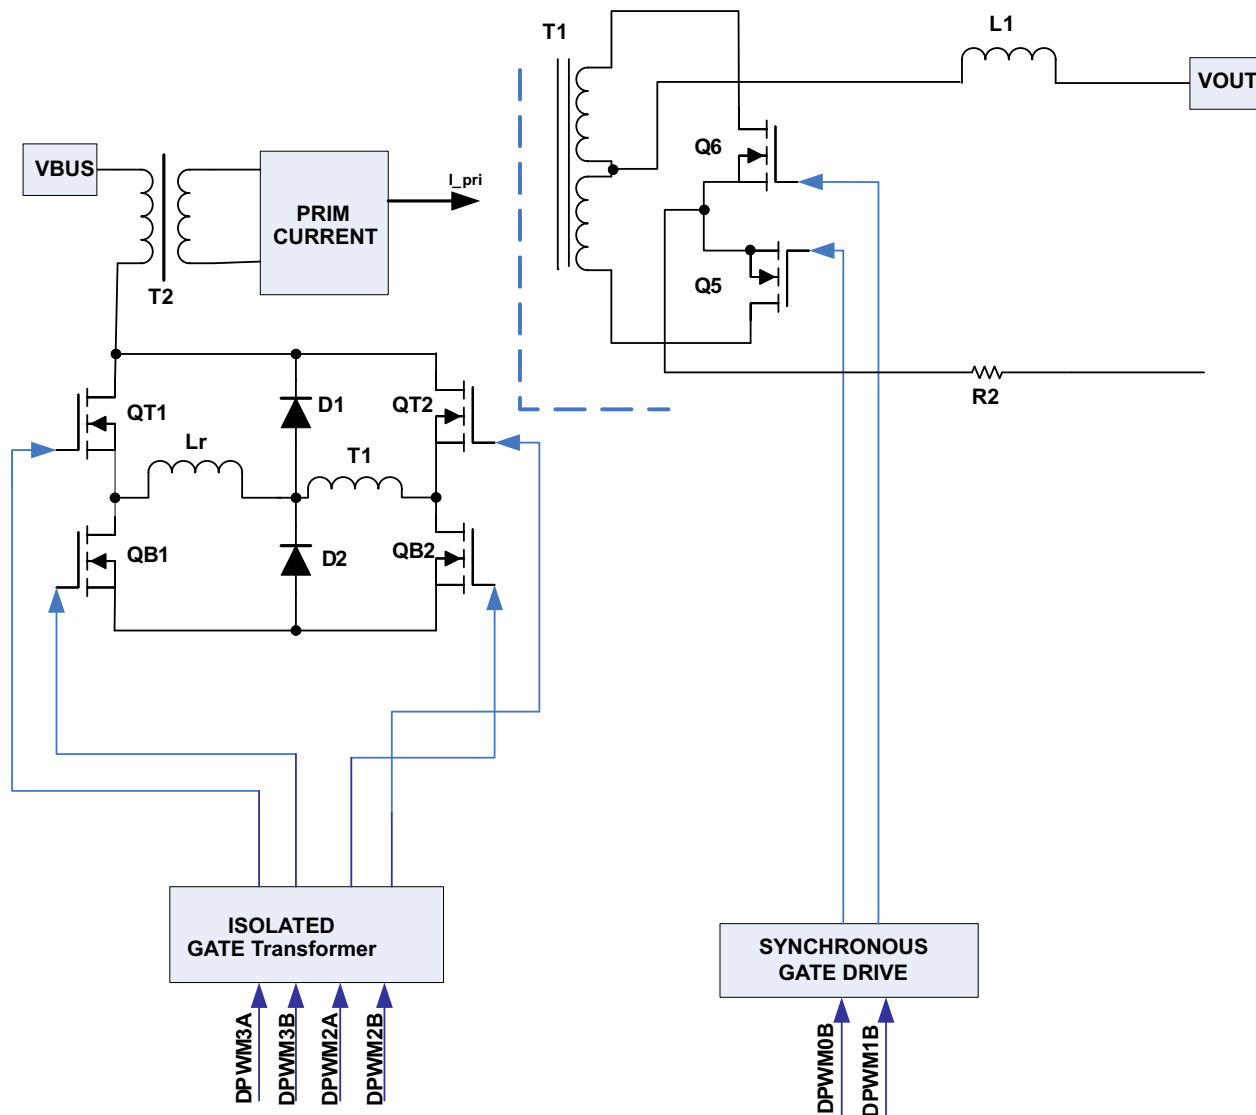 T1
L1
VOUT
Q6
VBUS
I_pri
PRIM
CURRENT
T2
Q5
QT1
D1
QT2
R2
Lr
T1
QB1
D2
QB2
ISOLATED
GATE Transformer
SYNCHRONOUS
GATE DRIVE
DPWM3A
DPWM3B
DPWM2A
DPWM2B
DPWM0B
DPWM1B